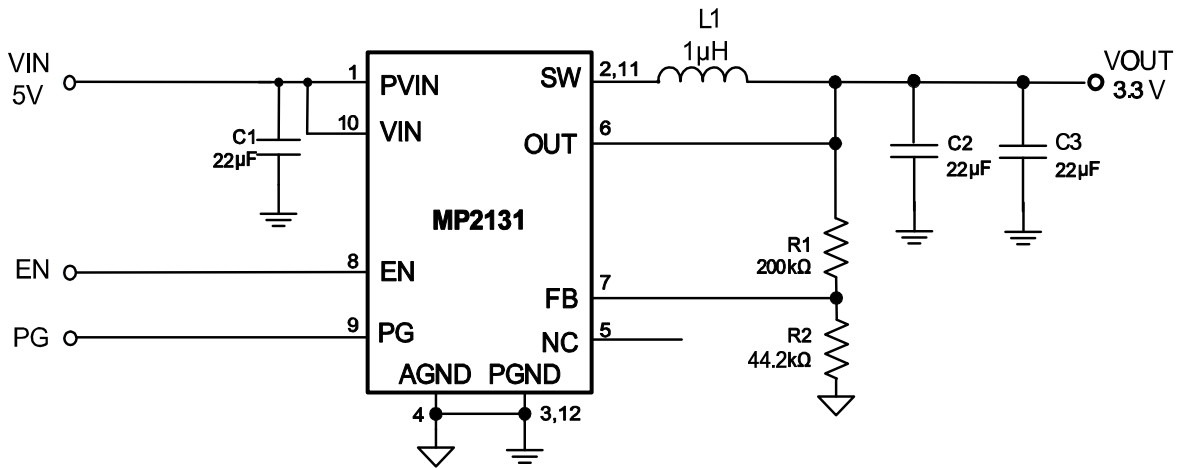 L1
1µH
VIN
5V
1
PVIN
SW
2,11
VOUT
3.3 V
10
VIN
OUT
6
C1
22µF
C2
22µF
C3
22µF
MP2131
R1
200kΩ
EN
8
EN
FB
7
PG
9
PG
NC
5
R2
44.2kΩ
AGND
PGND
4
3,12